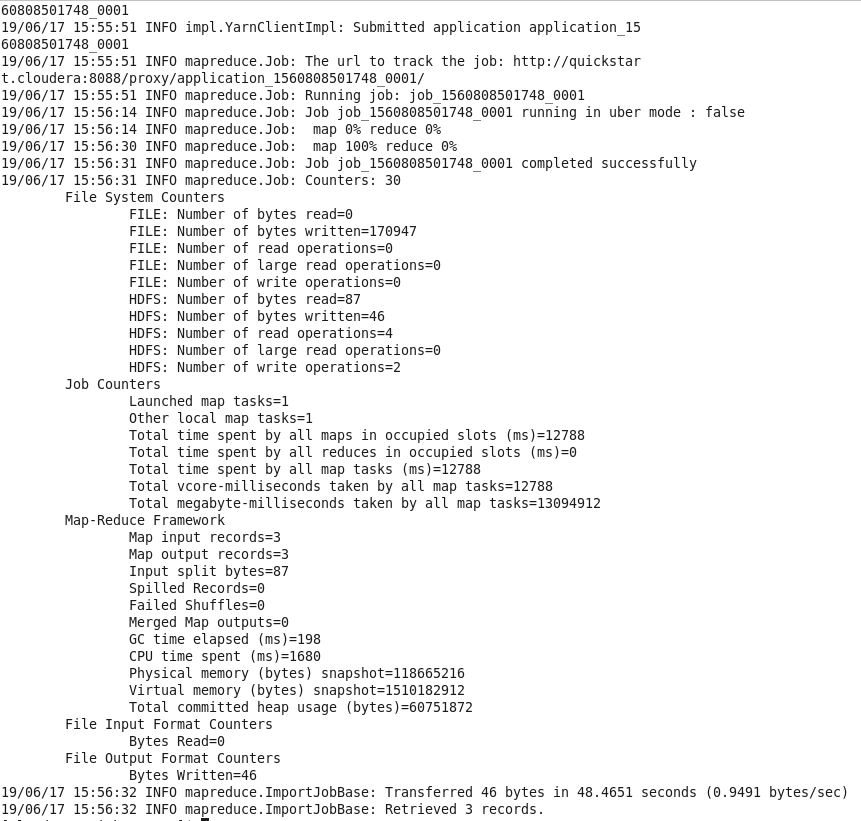 60808501748_0001
19/06/17 15:55:51 INFO impl.YarnClientImpl: Submitted application application_15
60808501748_0001
19/06/17 15:55:51 INFO mapreduce.Job: The url to track the job: http://quickstar
t.cloudera:8088/proxy/application_1560808501748_0001/
19/06/17 15:55:51 INFO mapreduce.Job: Running job: job_1560808501748_0001
19/06/17 15:56:14 INFO mapreduce.Job: Job job_1560808501748_0001 running in uber mode : false
19/06/17 15:56:14 INFO mapreduce.Job:  map 0% reduce 0%
19/06/17 15:56:30 INFO mapreduce.Job:  map 100% reduce 0%
19/06/17 15:56:31 INFO mapreduce.Job: Job job_1560808501748_0001 completed successfully
19/06/17 15:56:31 INFO mapreduce.Job: Counters: 30
File System Counters
FILE: Number of bytes read=0
FILE: Number of bytes written=170947
FILE: Number of read operations=0
FILE: Number of large read operations=0
FILE: Number of write operations=0
HDFS: Number of bytes read=87
HDFS: Number of bytes written=46
HDFS: Number of read operations=4
HDFS: Number of large read operations=0
HDFS: Number of write operations=2
Job Counters
Launched map tasks=1
Other local map tasks=1
Total time spent by all maps in occupied slots (ms)=12788
Total time spent by all reduces in occupied slots (ms)=0
Total time spent by all map tasks (ms)=12788
Total vcore-milliseconds taken by all map tasks=12788
Total megabyte-milliseconds taken by all map tasks=13094912
Map-Reduce Framework
Map input records=3
Map output records=3
Input split bytes=87
Spilled Records=0
Failed Shuffles=0
Merged Map outputs=0
GC time elapsed (ms)=198
CPU time spent (ms)=1680
Physical memory (bytes) snapshot=118665216
Virtual memory (bytes) snapshot=1510182912
Total committed heap usage (bytes)=60751872
File Input Format Counters
Bytes Read=0
File Output Format Counters
Bytes Written=46
19/06/17 15:56:32 INFO mapreduce.ImportJobBase: Transferred 46 bytes in 48.4651 seconds (0.9491 bytes/sec)
19/06/17 15:56:32 INFO mapreduce.ImportJobBase: Retrieved 3 records.